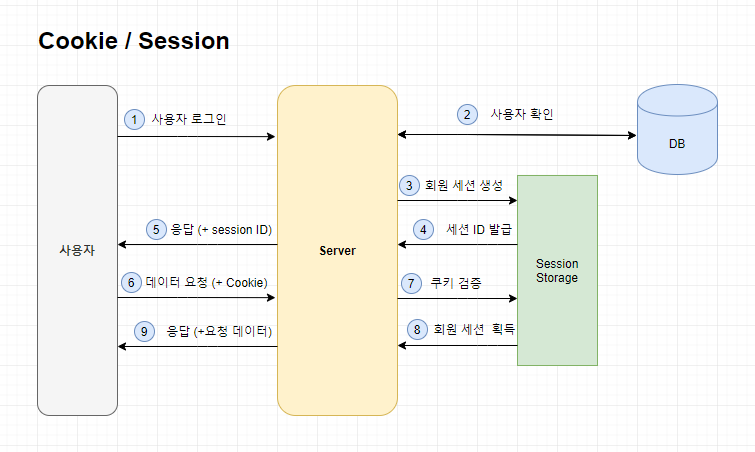 Cookie / Session
1 사용자 로그인
2 사용자 확인
DB
3 회원 세션 생성
4 세션 ID 발급
5 응답 (+ session ID)
사용자
Server
Session
Storage
6 데이터 요청 (+ Cookie)
7 쿠키 검증
8 회원 세션 획득
9 응답 (+요청 데이터)